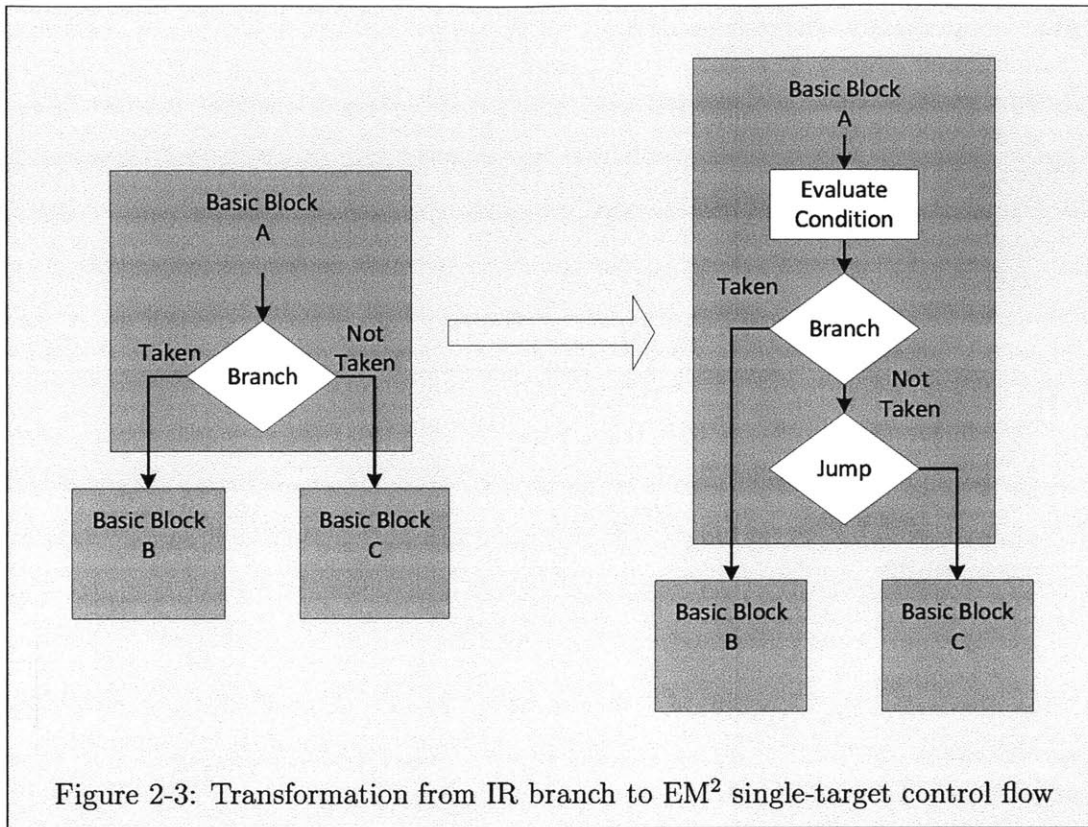 Basic Block
A
Taken
Not
Taken
Branch
Basic Block
B
Basic Block
C
Basic Block
A
Evaluate
Condition
Taken
Branch
Not
Taken
Jump
Basic Block
B
Basic Block
C
Figure 2-3: Transformation from IR branch to EM² single-target control flow